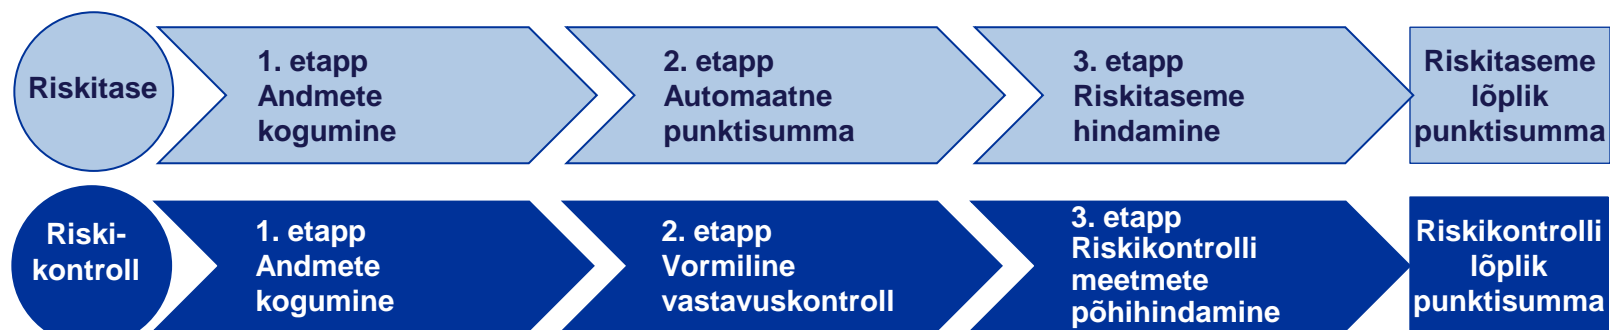 Riskitase
1. etapp
Andmete
kogumine
2. etapp
Automaatne
punktisumma
3. etapp
Riskitaseme
hindamine
Riskitaseme
lõplik
punktisumma
Riski-
kontroll
1. etapp
Andmete
kogumine
2. etapp
Vormiline
vastavuskontroll
3. etapp
Riskikontrolli
meetmete
põhihindamine
Riskikontrolli
lõplik
punktisumma